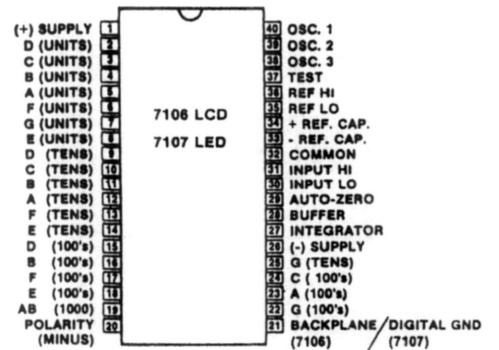 (+) SUPPLY 1
D (UNITS) 2
C (UNITS) 3
B (UNITS) 4
A (UNITS) 5
F (UNITS) 6
G (UNITS) 7
E (UNITS) 8
D (TENS) 9
C (TENS) 10
B (TENS) 11
A (TENS) 12
F (TENS) 13
E (TENS) 14
D (100's) 15
B (100's) 16
F (100's) 17
E (100's) 18
AB (1000) 19
POLARITY 20
(MINUS)
7106 LCD
7107 LED
40 OSC. 1
39 OSC. 2
38 OSC. 3
37 TEST
36 REF HI
35 REF LO
34 + REF. CAP.
33 - REF. CAP.
32 COMMON
31 INPUT HI
30 INPUT LO
29 AUTO-ZERO
28 BUFFER
27 INTEGRATOR
26 (-) SUPPLY
25 G (TENS)
24 C ( 100's)
23 A (100's)
22 G (100's)
21 BACKPLANE/DIGITAL GND
(7106) (7107)